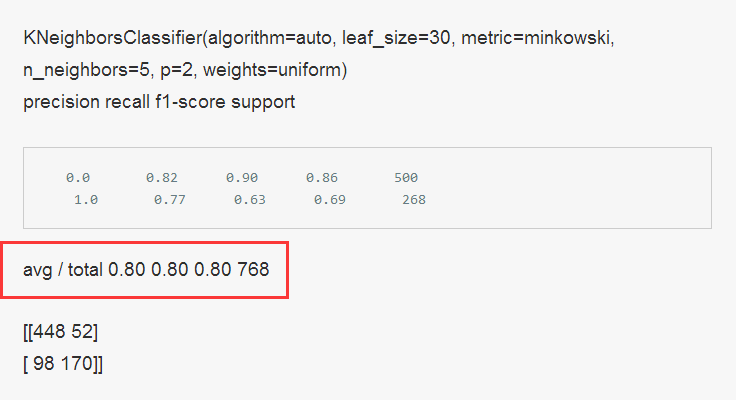 KNeighborsClassifier(algorithm=auto, leaf_size=30, metric=minkowski,
n_neighbors=5, p=2, weights=uniform)
precision recall f1-score support
0.0 0.82 0.90 0.86 500
1.0 0.77 0.63 0.69 268
avg / total 0.80 0.80 0.80 768
[[448 52]
[ 98 170]]